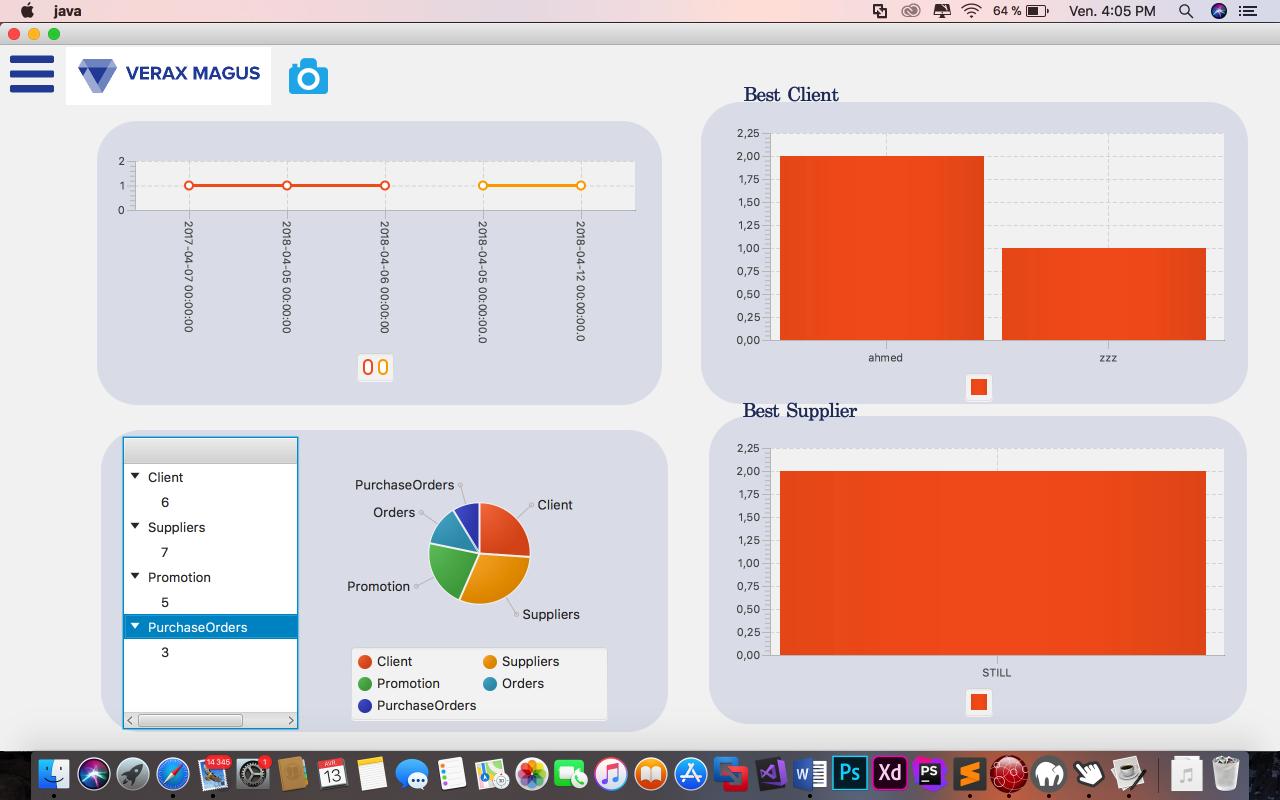 java
64 %
Ven. 4:05 PM
VERAX MAGUS
2
1
0
2017-04-07 00:00:00
2018-04-05 00:00:00
2018-04-06 00:00:00
2018-04-05 00:00:00.0
2018-04-12 00:00:00.0
Best Client
2,25
2,00
1,75
1,50
1,25
1,00
0,75
0,50
0,25
0,00
ahmed
zzz
Client
6
Suppliers
7
Promotion
5
PurchaseOrders
3
PurchaseOrders
Client
Orders
Promotion
Suppliers
Client
Suppliers
Promotion
Orders
PurchaseOrders
Best Supplier
2,25
2,00
1,75
1,50
1,25
1,00
0,75
0,50
0,25
0,00
STILL
14 346
1
AVR
13
W
Ps
Xd
PS